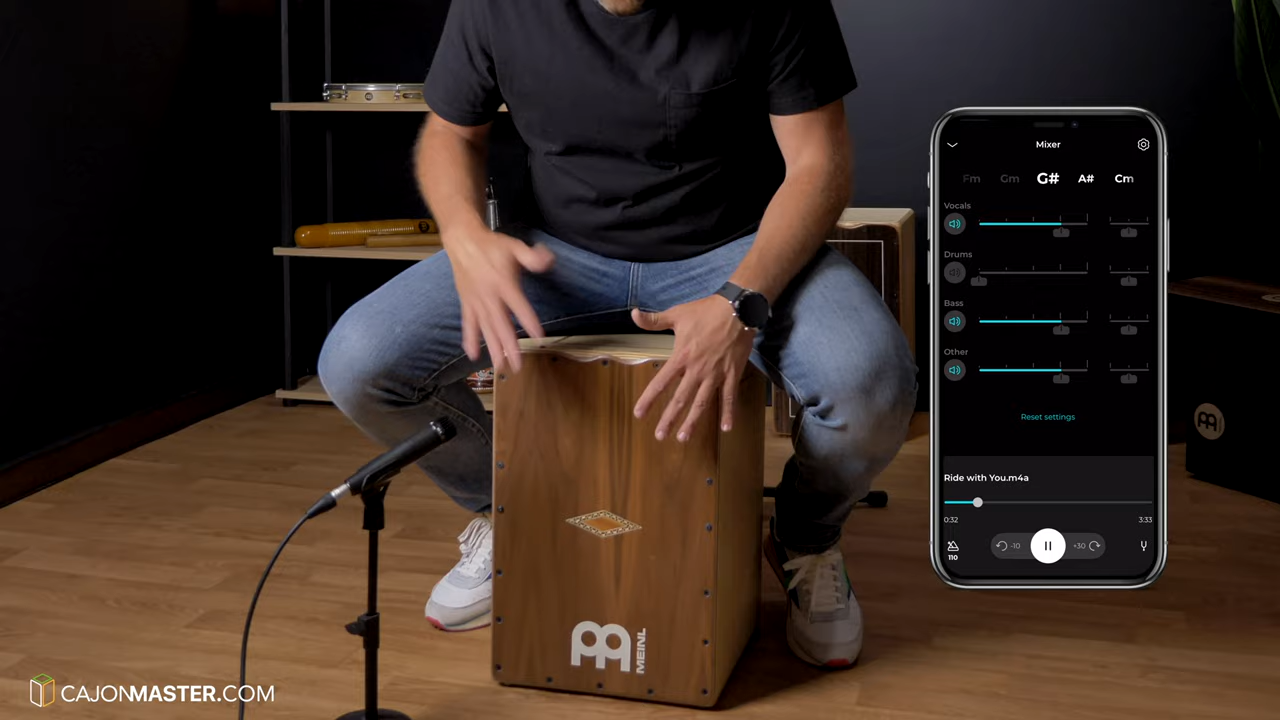 Mixer
Fm Gm G# A# Cm
Vocals
Drums
Bass
Other
Reset settings
Ride with You.m4a
0:32 3:33
110 -10 +30
MEINL
CAJONMASTER.COM